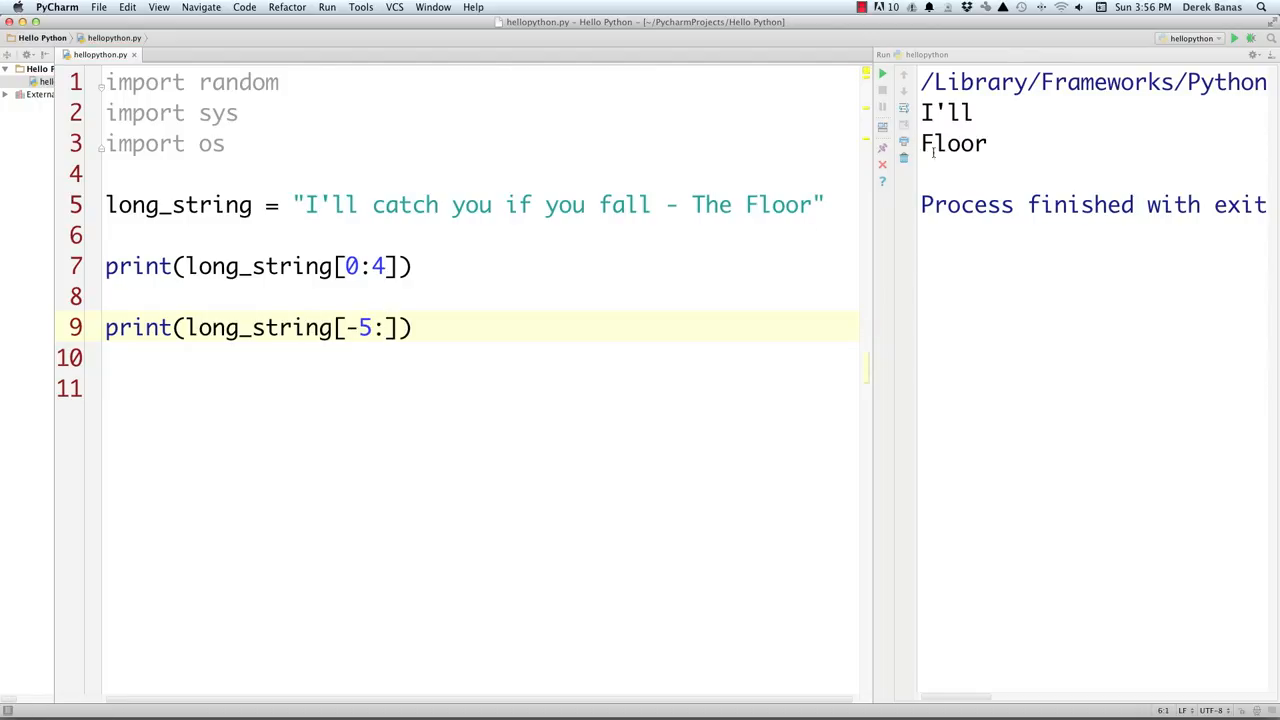 PyCharm File Edit View Navigate Code Refactor Run Tools VCS Window Help 10 Sun 3:56 PM Derek Banas
hellopython.py - Hello Python - [~/PycharmProjects/Hello Python]
Hello Python hellopython.py hellopython
hellopython.py Run hellopython
Hello P
hello
Externa
1 import random
2 import sys
3 import os
4
5 long_string = "I'll catch you if you fall - The Floor"
6
7 print(long_string[0:4])
8
9 print(long_string[-5:])
10
11
/Library/Frameworks/Python
I'll
Floor
Process finished with exit
6:1 LF UTF-8